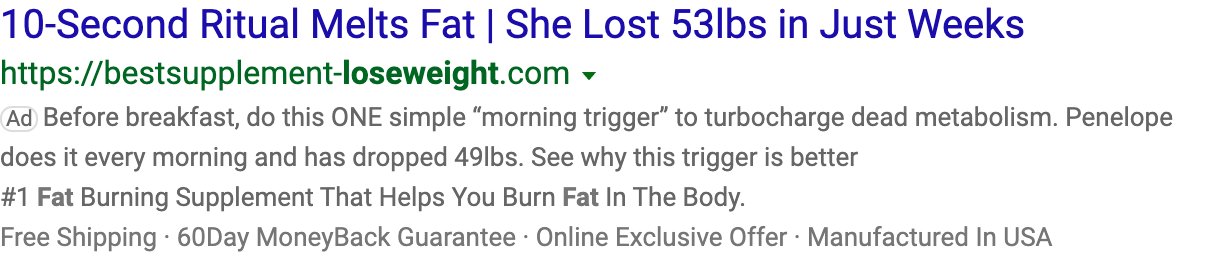 10-Second Ritual Melts Fat | She Lost 53lbs in Just Weeks
https://bestsupplement-loseweight.com
Ad Before breakfast, do this ONE simple “morning trigger” to turbocharge dead metabolism. Penelope
does it every morning and has dropped 49lbs. See why this trigger is better
#1 Fat Burning Supplement That Helps You Burn Fat In The Body.
Free Shipping · 60Day MoneyBack Guarantee · Online Exclusive Offer · Manufactured In USA